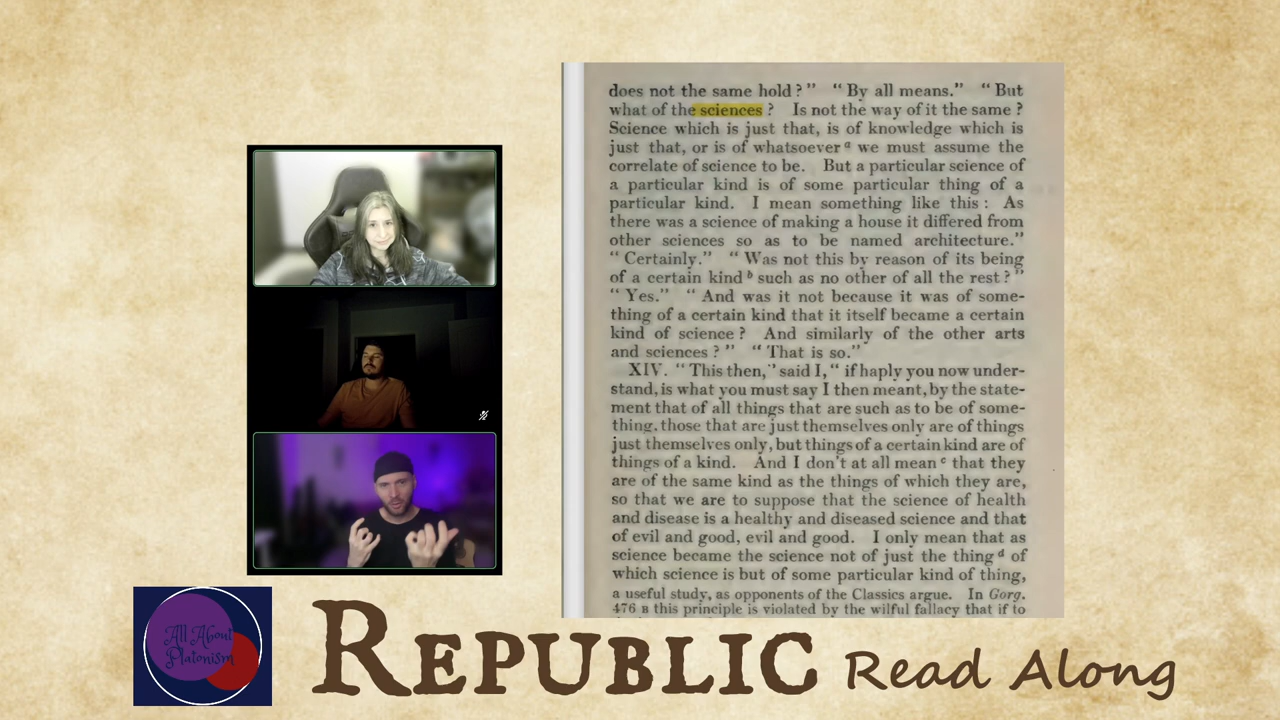 does not the same hold ? ” “ By all means.” “ But
what of the sciences ? Is not the way of it the same ?
Science which is just that, is of knowledge which is
just that, or is of whatsoever ᵃ we must assume the
correlate of science to be. But a particular science of
a particular kind is of some particular thing of a
particular kind. I mean something like this : As
there was a science of making a house it differed from
other sciences so as to be named architecture.”
“ Certainly.” “ Was not this by reason of its being
of a certain kind ᵇ such as no other of all the rest ? ”
“ Yes.” “ And was it not because it was of some-
thing of a certain kind that it itself became a certain
kind of science ? And similarly of the other arts
and sciences ? ” “ That is so.”
XIV. “ This then,” said I, “ if haply you now under-
stand, is what you must say I then meant, by the state-
ment that of all things that are such as to be of some-
thing, those that are just themselves only are of things
just themselves only, but things of a certain kind are of
things of a kind. And I don’t at all mean ᶜ that they
are of the same kind as the things of which they are,
so that we are to suppose that the science of health
and disease is a healthy and diseased science and that
of evil and good, evil and good. I only mean that as
science became the science not of just the thing ᵈ of
which science is but of some particular kind of thing,
a useful study, as opponents of the Classics argue. In Gorg.
476 B this principle is violated by the wilful fallacy that if to
All About
Platonism
REPUBLIC Read Along